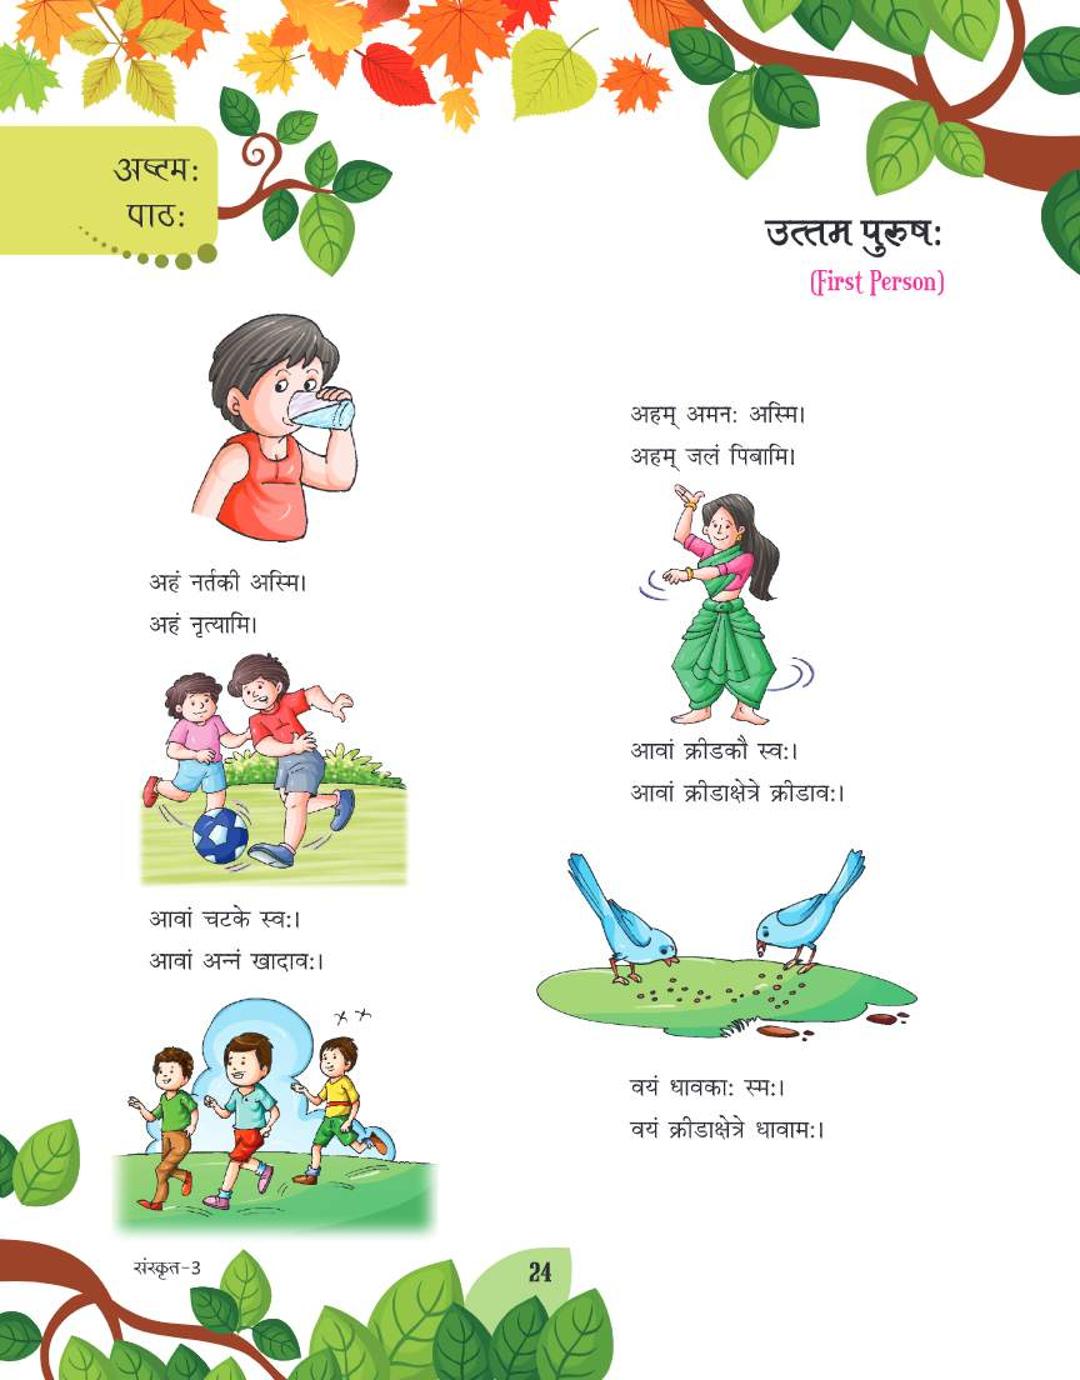 अष्टमः
पाठः
उत्तम पुरुषः
(First Person)
अहम् अमनः अस्मि।
अहम् जलं पिबामि।
अहं नर्तकी अस्मि।
अहं नृत्यामि।
आवां क्रीडकौ स्वः।
आवां क्रीडाक्षेत्रे क्रीडावः।
आवां चटके स्वः।
आवां अन्नं खादावः।
वयं धावकाः स्मः।
वयं क्रीडाक्षेत्रे धावामः।
संस्कृत-3
24